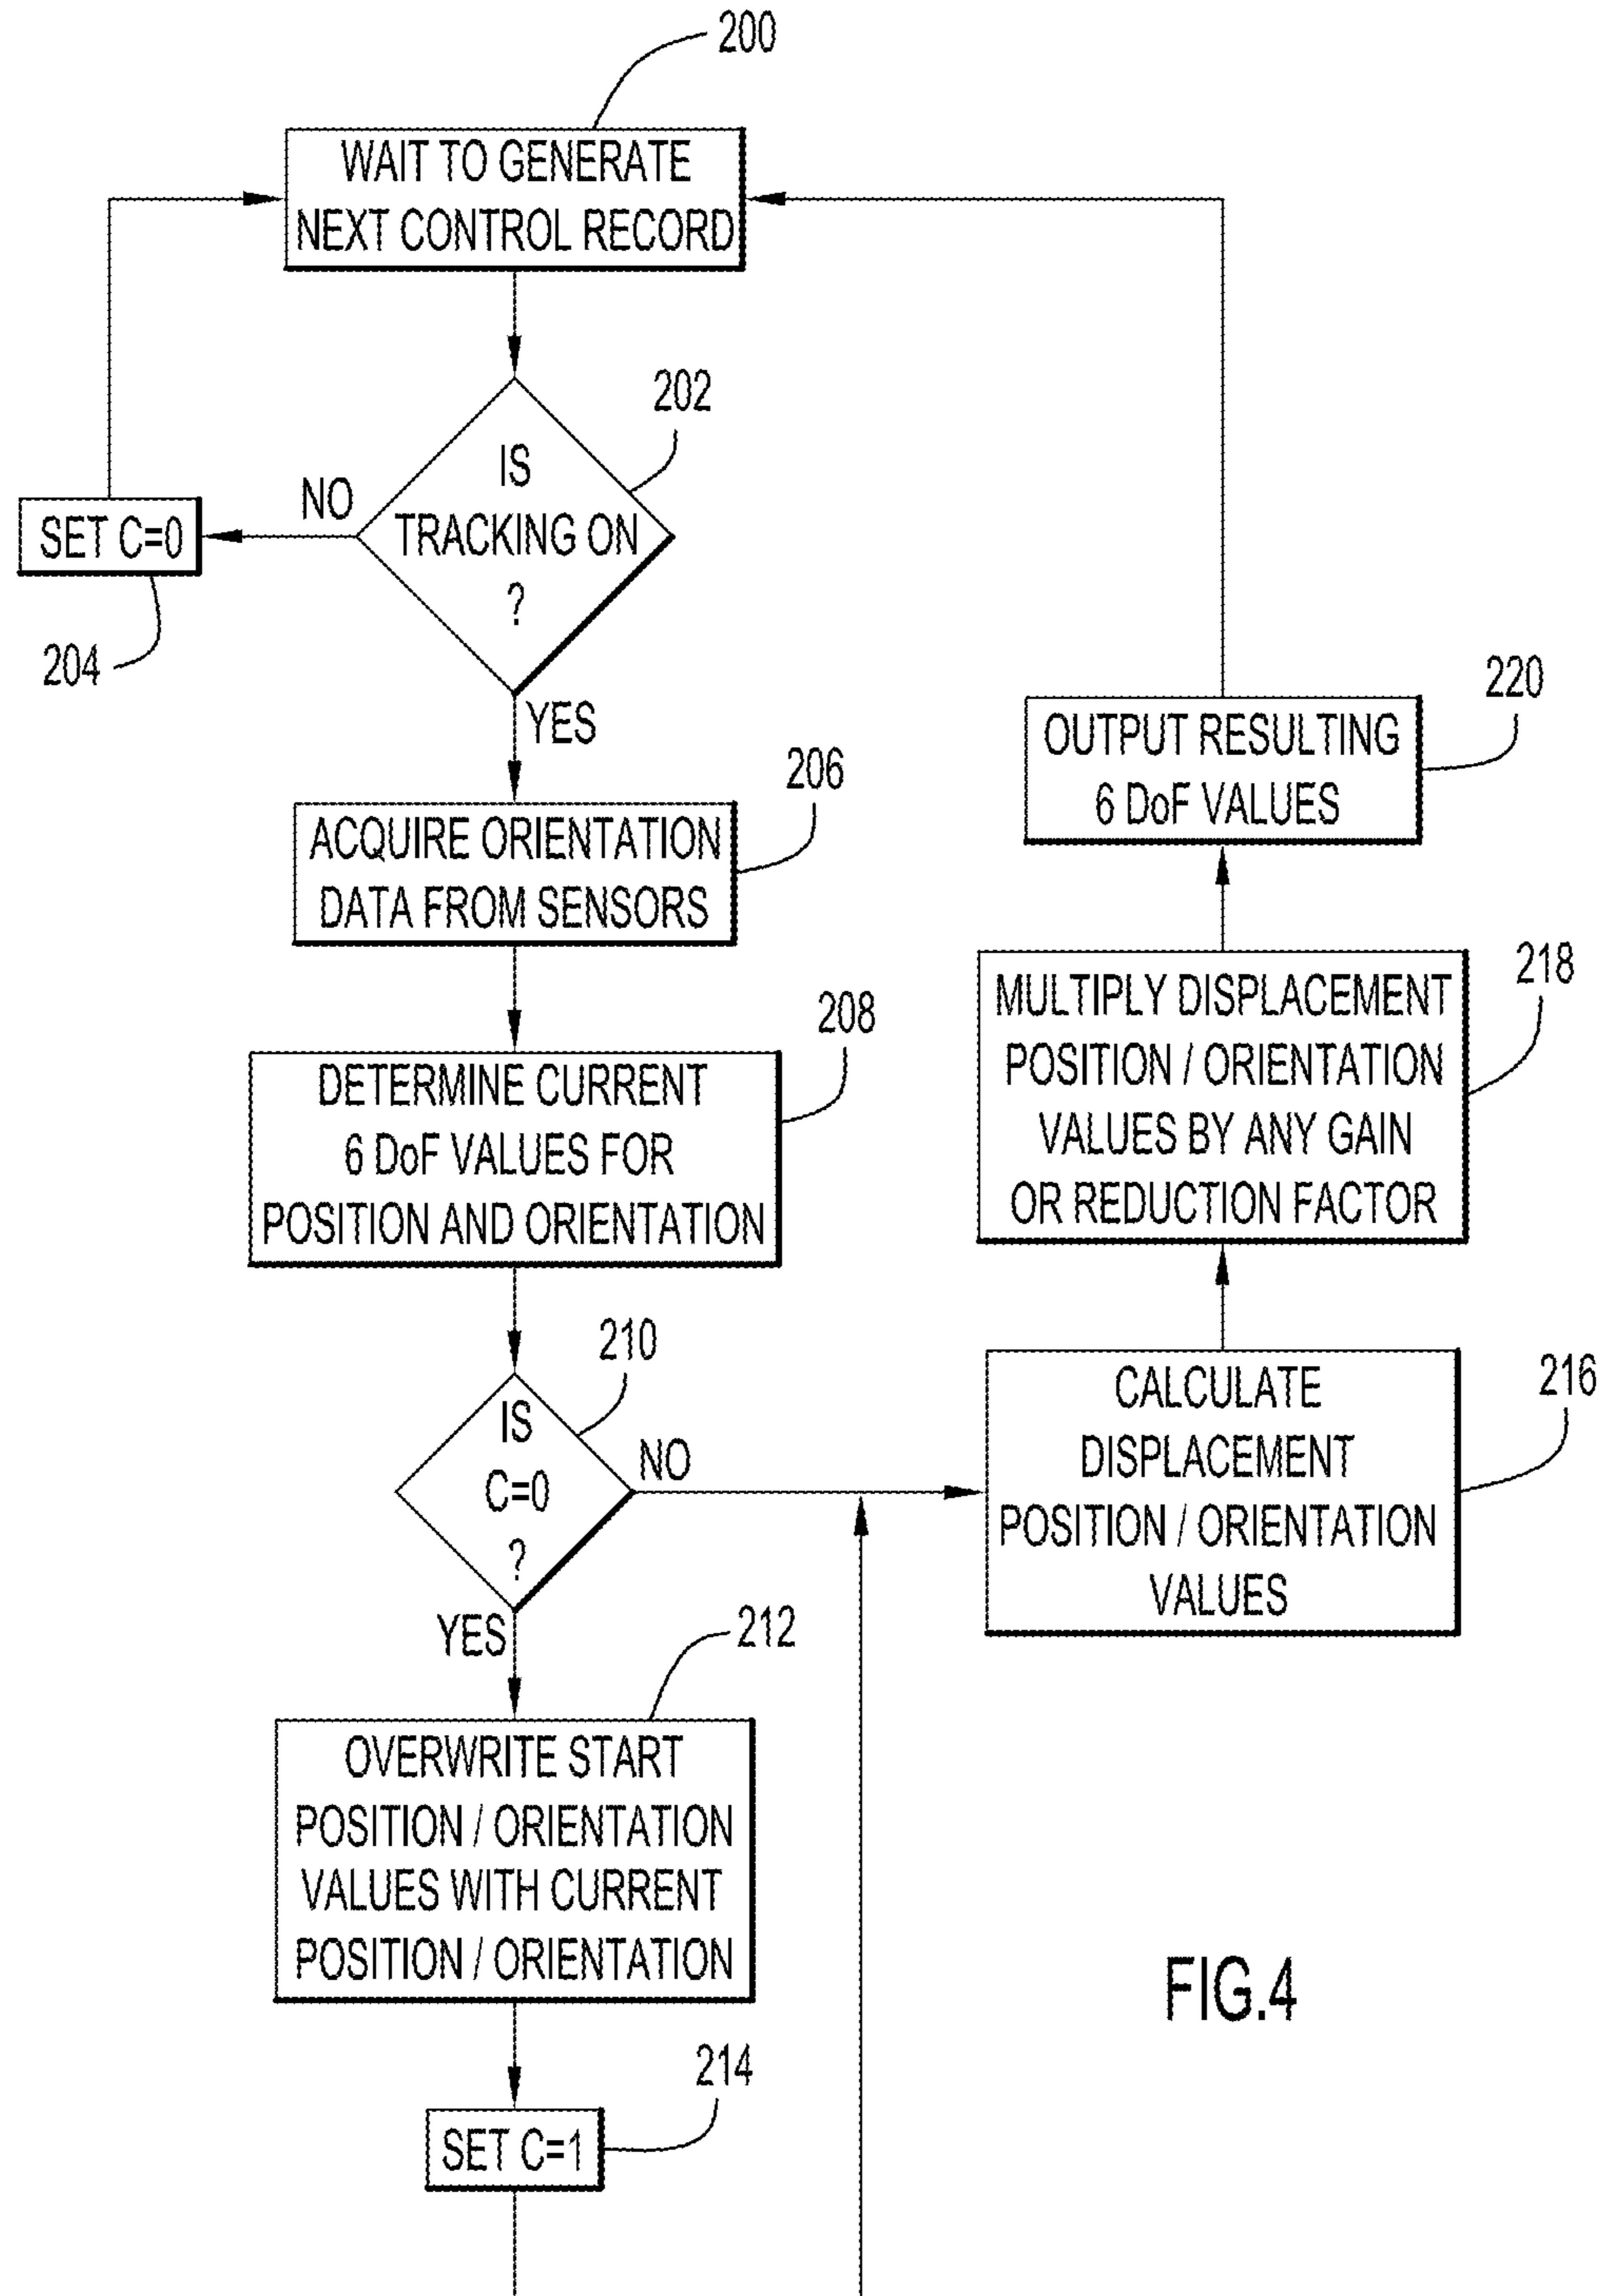 200
WAIT TO GENERATE
NEXT CONTROL RECORD
202
IS
TRACKING ON
?
NO
SET C=0
204
YES
206
ACQUIRE ORIENTATION
DATA FROM SENSORS
208
DETERMINE CURRENT
6 DoF VALUES FOR
POSITION AND ORIENTATION
210
IS
C=0
?
NO
YES
212
OVERWRITE START
POSITION / ORIENTATION
VALUES WITH CURRENT
POSITION / ORIENTATION
214
SET C=1
216
CALCULATE
DISPLACEMENT
POSITION / ORIENTATION
VALUES
218
MULTIPLY DISPLACEMENT
POSITION / ORIENTATION
VALUES BY ANY GAIN
OR REDUCTION FACTOR
220
OUTPUT RESULTING
6 DoF VALUES
FIG.4